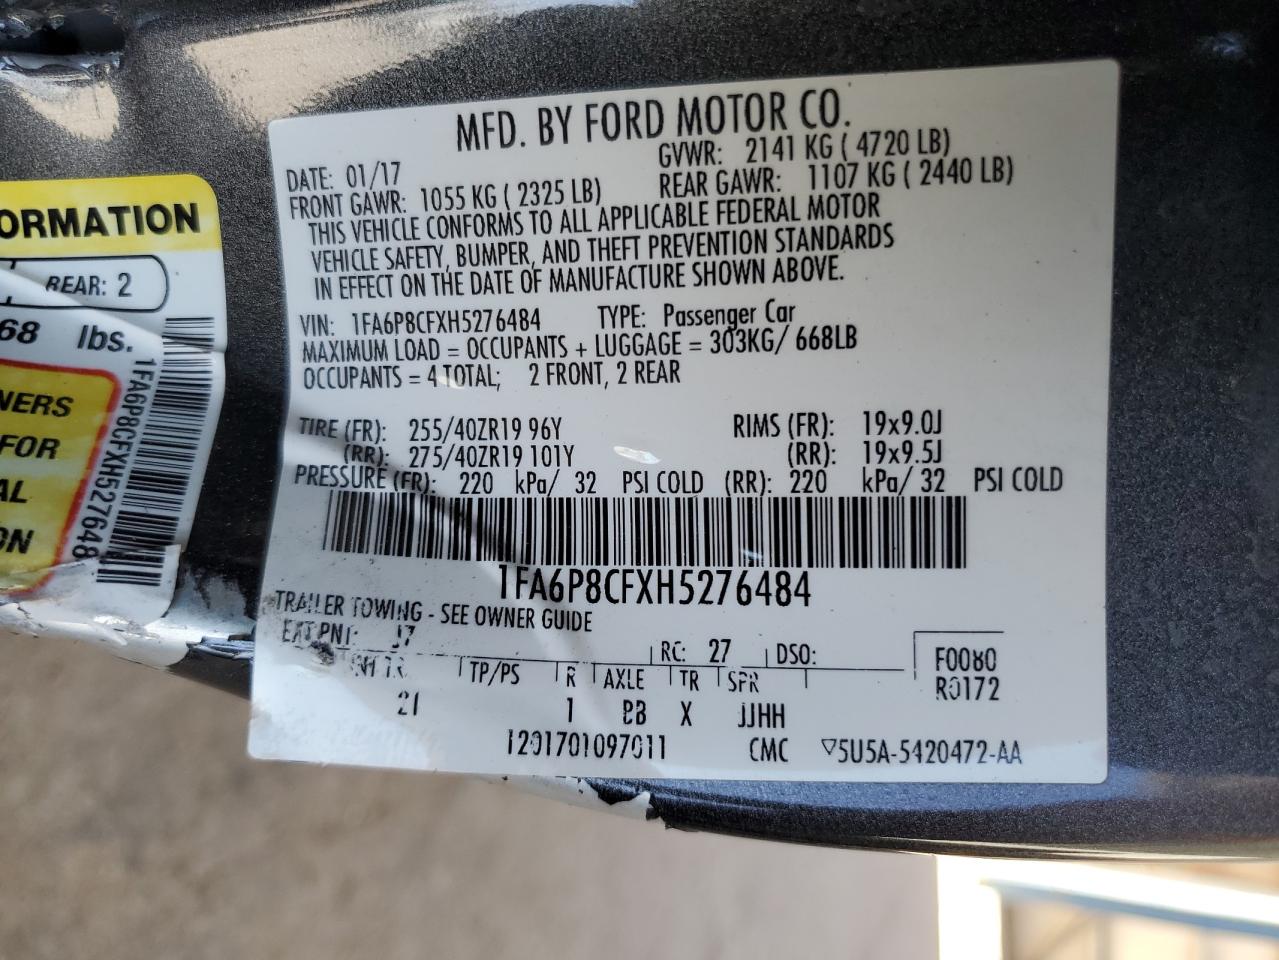 MFD. BY FORD MOTOR CO.
DATE: 01/17
GVWR: 2141 KG ( 4720 LB)
FRONT GAWR: 1055 KG ( 2325 LB)
REAR GAWR: 1107 KG ( 2440 LB)
THIS VEHICLE CONFORMS TO ALL APPLICABLE FEDERAL MOTOR
VEHICLE SAFETY, BUMPER, AND THEFT PREVENTION STANDARDS
IN EFFECT ON THE DATE OF MANUFACTURE SHOWN ABOVE.
VIN: 1FA6P8CFXH5276484 TYPE: Passenger Car
MAXIMUM LOAD = OCCUPANTS + LUGGAGE = 303KG/ 668LB
OCCUPANTS = 4 TOTAL; 2 FRONT, 2 REAR
TIRE (FR): 255/40ZR19 96Y RIMS (FR): 19x9.0J
(RR): 275/40ZR19 101Y (RR): 19x9.5J
PRESSURE (FR): 220 kPa/ 32 PSI COLD (RR): 220 kPa/ 32 PSI COLD
1FA6P8CFXH5276484
TRAILER TOWING - SEE OWNER GUIDE
EXT PNT: J7
RC: 27 DSO:
F0080
R0172
TP/PS R AXLE TR SPR
21 1 BB X JJHH
1201701097011 CMC ▽5U5A-5420472-AA
ORMATION
REAR: 2
68 lbs.
NERS
FOR
AL
ON
1FA6P8CFXH527648